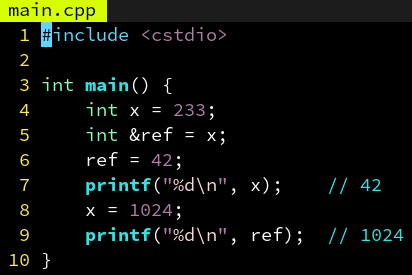 main.cpp
1 #include <cstdio>
2
3 int main() {
4     int x = 233;
5     int &ref = x;
6     ref = 42;
7     printf("%d\n", x);    // 42
8     x = 1024;
9     printf("%d\n", ref);  // 1024
10 }